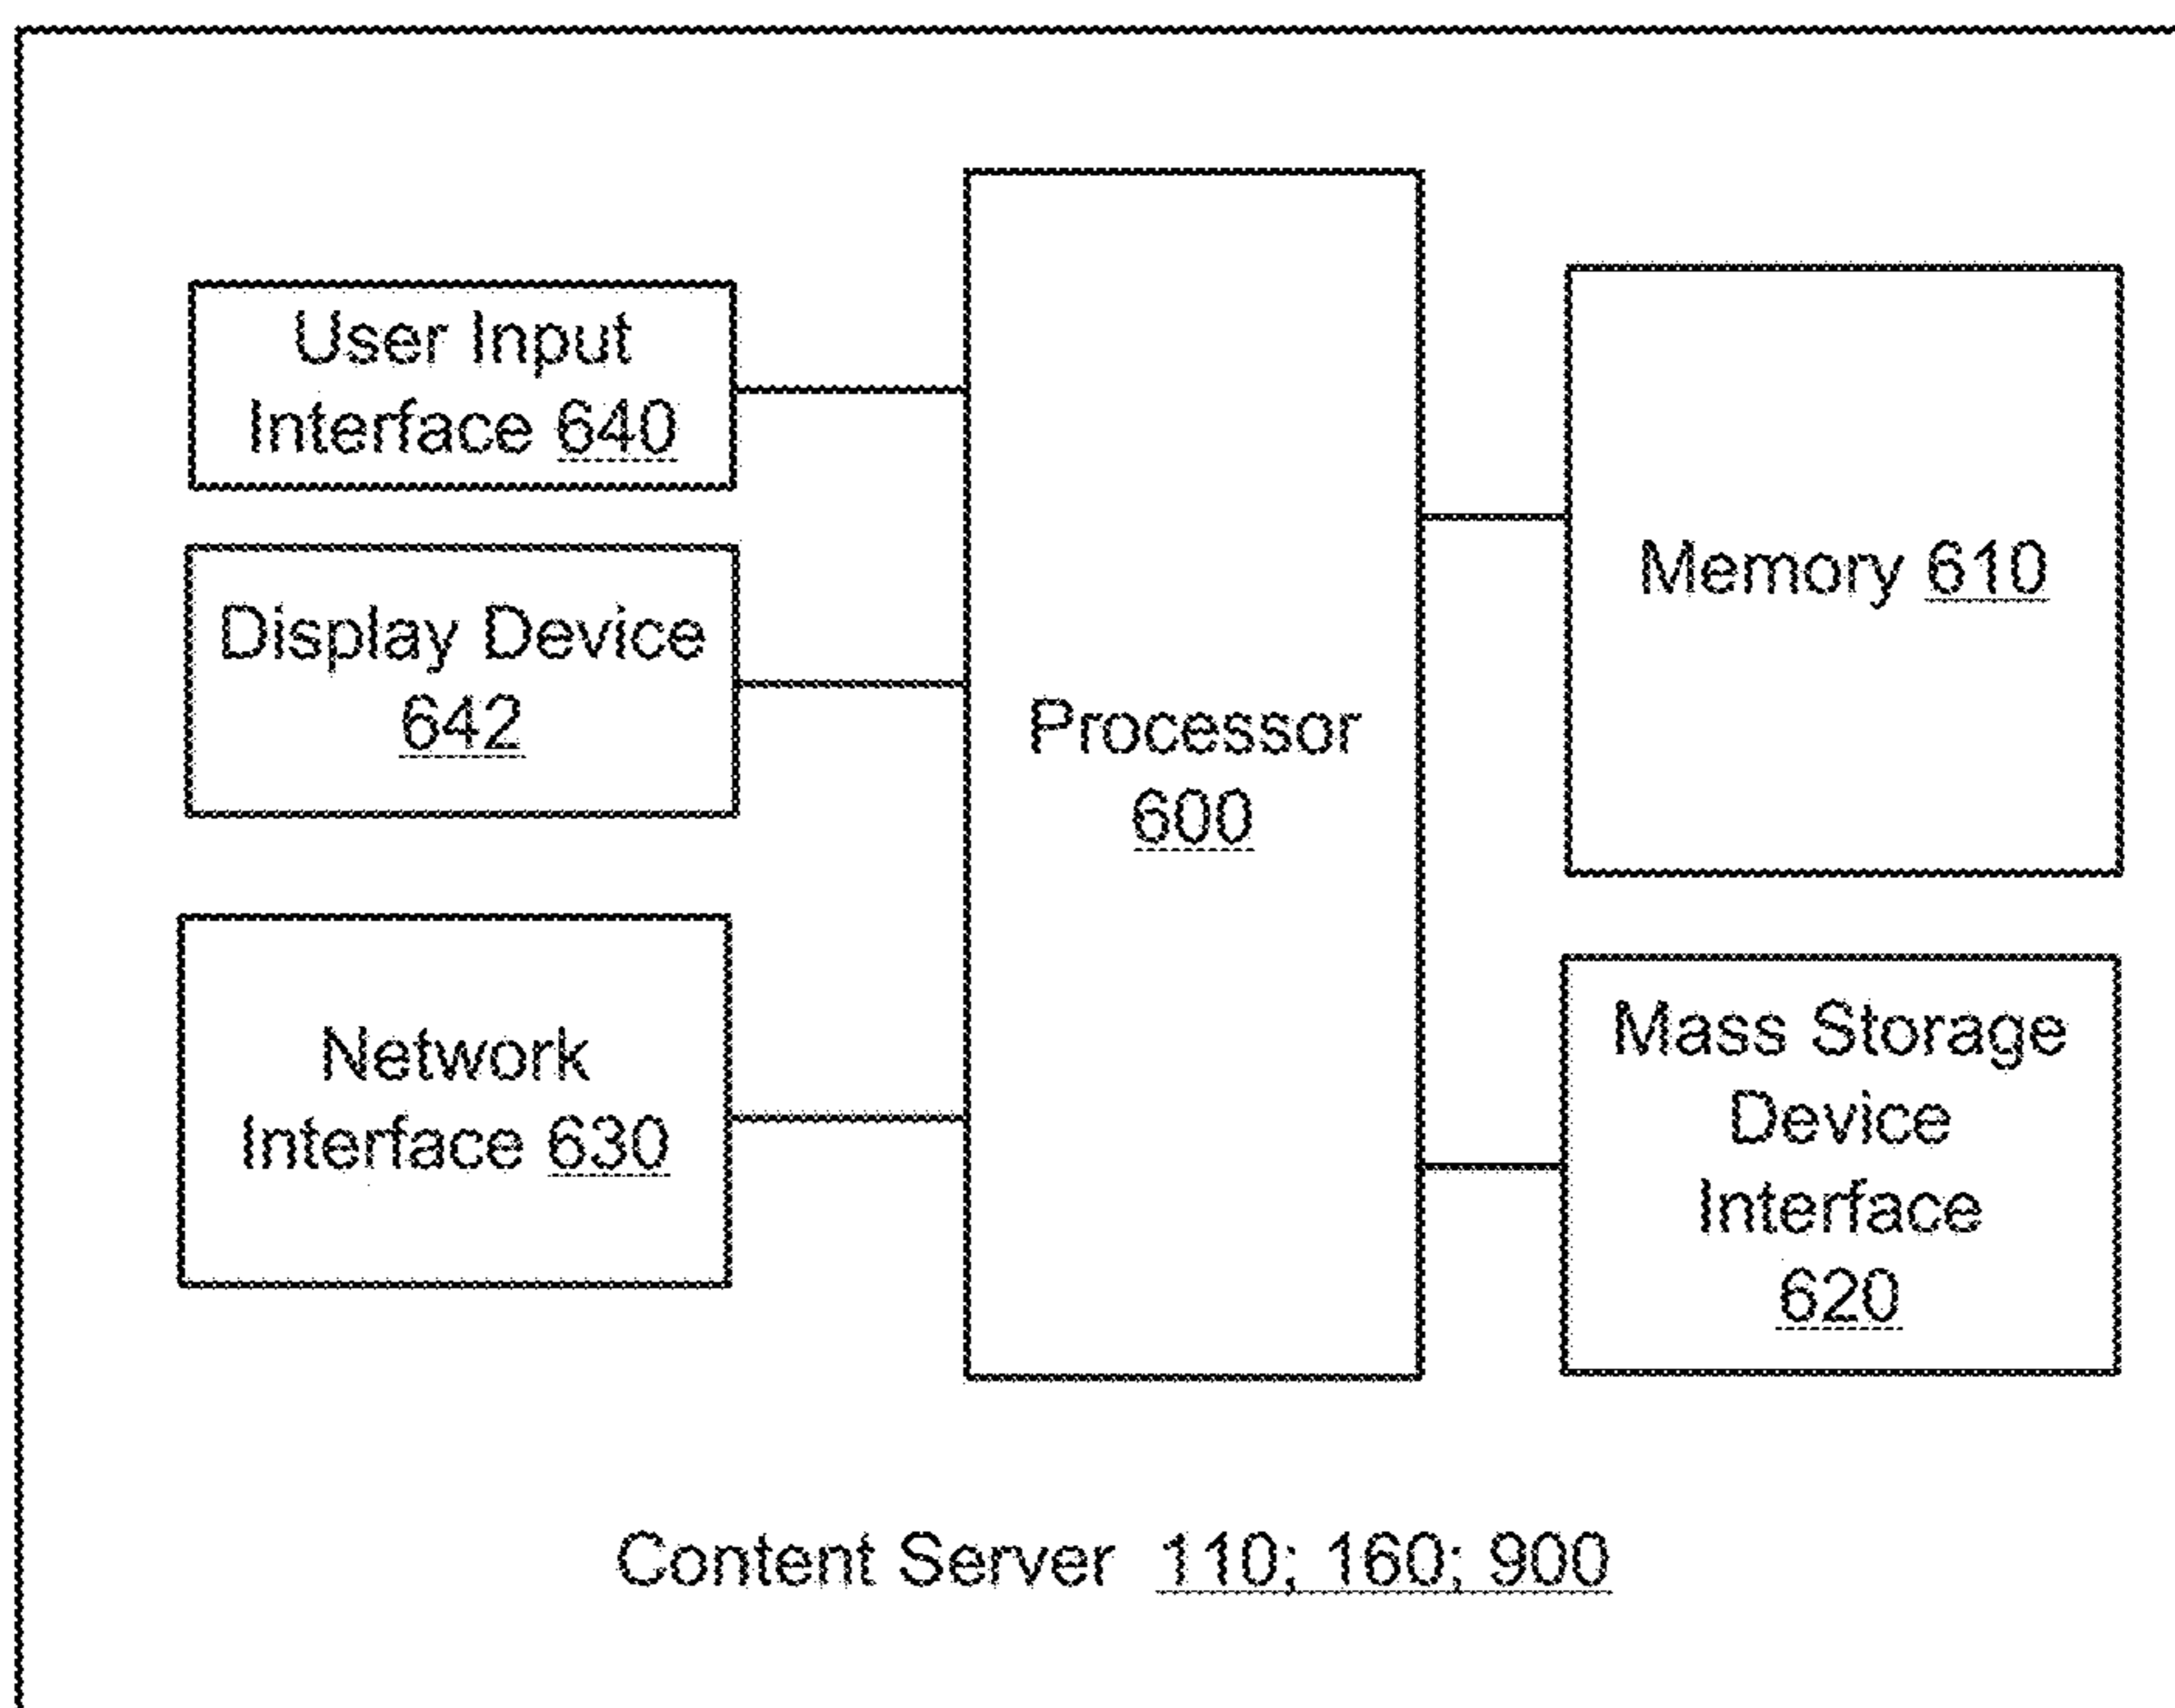 User Input
Interface 640
Display Device
642
Network
Interface 630
Processor
600
Memory 610
Mass Storage
Device
Interface
620
Content Server 110; 160; 900